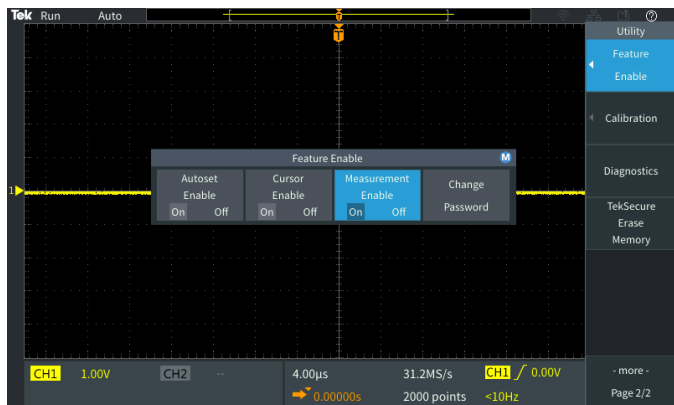 Tek Run Auto
T
T
Utility
Feature
Enable
Calibration
Diagnostics
TekSecure
Erase
Memory
- more -
Page 2/2
Feature Enable M
Autoset
Enable
On Off
Cursor
Enable
On Off
Measurement
Enable
On Off
Change
Password
1
CH1 1.00V CH2 -- 4.00µs 31.2MS/s CH1 0.00V
0.00000s 2000 points <10Hz